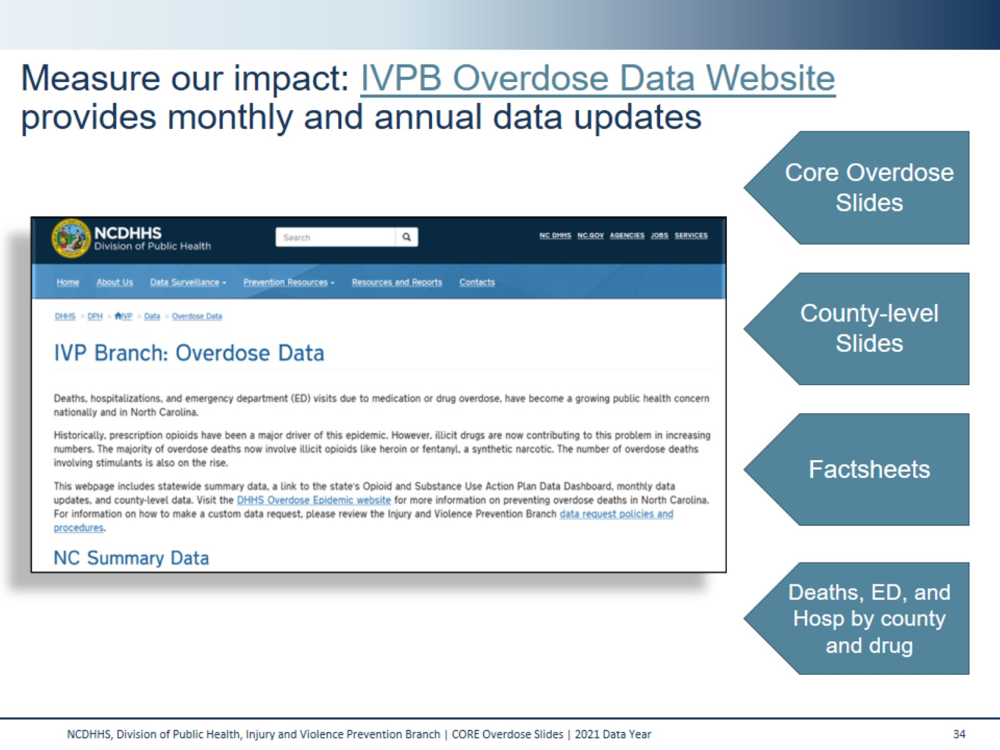 Measure our impact: IVPB Overdose Data Website
provides monthly and annual data updates
NCDHHS
Division of Public Health
Search
NC DHHS NC.GOV AGENCIES JOBS SERVICES
Home About Us Data Surveillance Prevention Resources Resources and Reports Contacts
DHHS > DPH > IVP > Data > Overdose Data
IVP Branch: Overdose Data
Deaths, hospitalizations, and emergency department (ED) visits due to medication or drug overdose, have become a growing public health concern
nationally and in North Carolina.
Historically, prescription opioids have been a major driver of this epidemic. However, illicit drugs are now contributing to this problem in increasing
numbers. The majority of overdose deaths now involve illicit opioids like heroin or fentanyl, a synthetic narcotic. The number of overdose deaths
involving stimulants is also on the rise.
This webpage includes statewide summary data, a link to the state's Opioid and Substance Use Action Plan Data Dashboard, monthly data
updates, and county-level data. Visit the DHHS Overdose Epidemic website for more information on preventing overdose deaths in North Carolina.
For information on how to make a custom data request, please review the Injury and Violence Prevention Branch data request policies and
procedures.
NC Summary Data
Core Overdose
Slides
County-level
Slides
Factsheets
Deaths, ED, and
Hosp by county
and drug
NCDHHS, Division of Public Health, Injury and Violence Prevention Branch | CORE Overdose Slides | 2021 Data Year
34